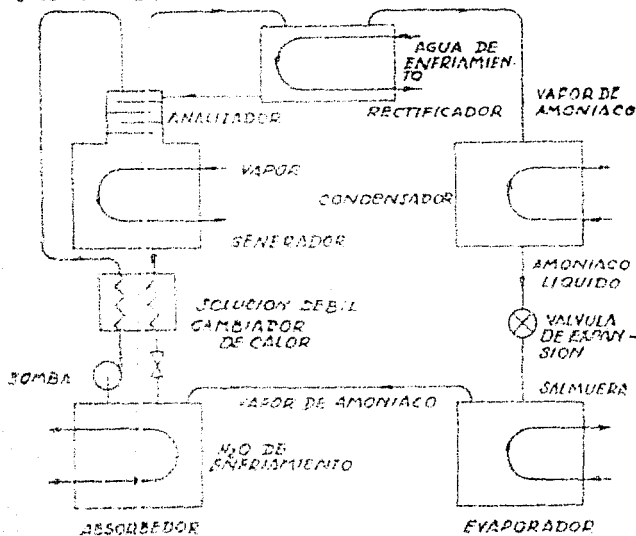 AGUA DE
ENFRIAMIEN-
TO
RECTIFICADOR
ANALIZADOR
VAPOR DE
AMONIACO
VAPOR
GENERADOR
CONDENSADOR
AMONIACO
LIQUIDO
SOLUCION DEBIL
CAMBIADOR
DE CALOR
VALVULA
DE EXPAN-
SION
BOMBA
SALMUERA
VAPOR DE AMONIACO
H2O DE
ENFRIAMIENTO
ABSORBEDOR
EVAPORADOR